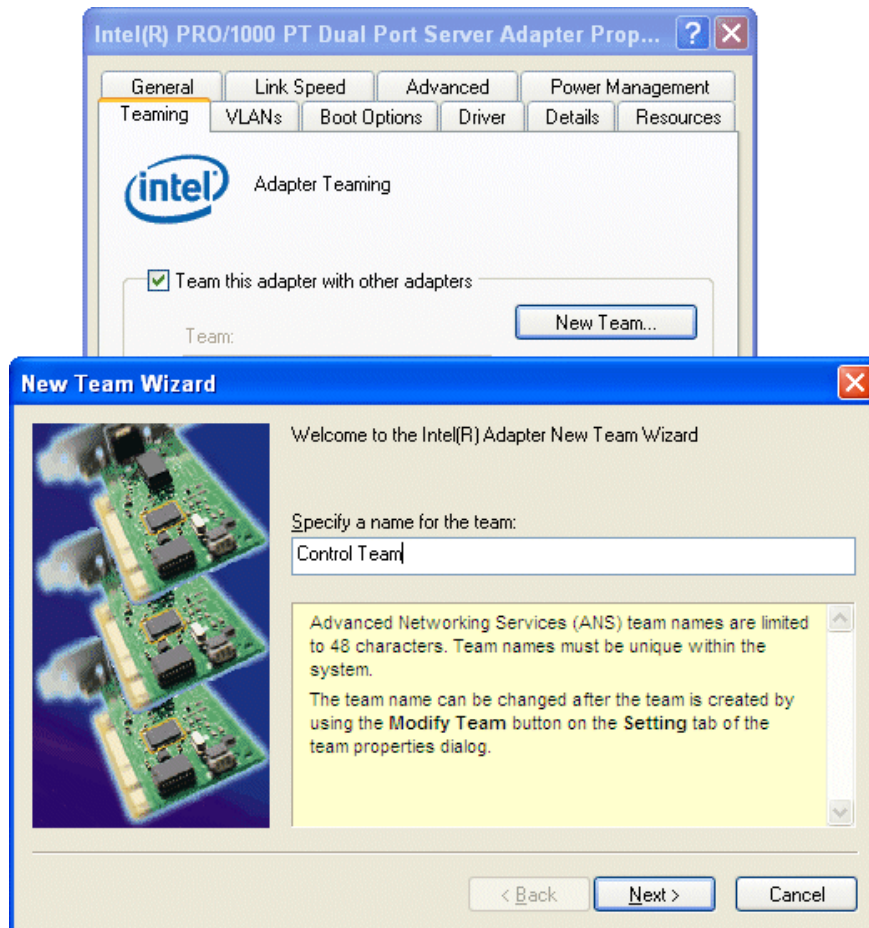 Intel(R) PRO/1000 PT Dual Port Server Adapter Prop...
General Link Speed Advanced Power Management
Teaming VLANs Boot Options Driver Details Resources
intel
Adapter Teaming
Team this adapter with other adapters
New Team...
Team:
New Team Wizard
Welcome to the Intel(R) Adapter New Team Wizard
Specify a name for the team:
Control Team
Advanced Networking Services (ANS) team names are limited
to 48 characters. Team names must be unique within the
system.
The team name can be changed after the team is created by
using the Modify Team button on the Setting tab of the
team properties dialog.
< Back Next > Cancel